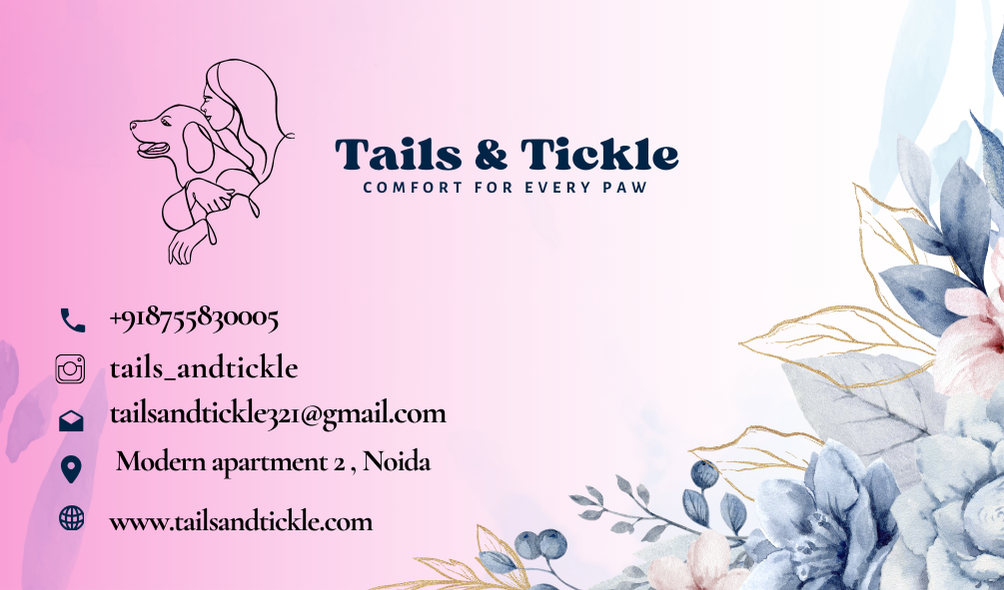 Tails & Tickle
COMFORT FOR EVERY PAW
+918755830005
tails_andtickle
tailsandtickle321@gmail.com
Modern apartment 2 , Noida
www.tailsandtickle.com